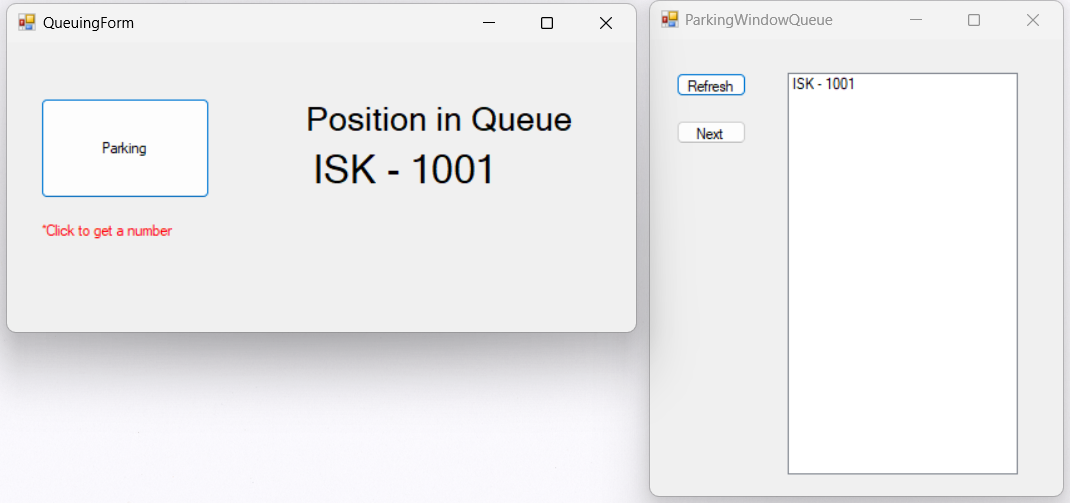 QueuingForm
Parking
*Click to get a number
Position in Queue
ISK - 1001
ParkingWindowQueue
Refresh
Next
ISK - 1001